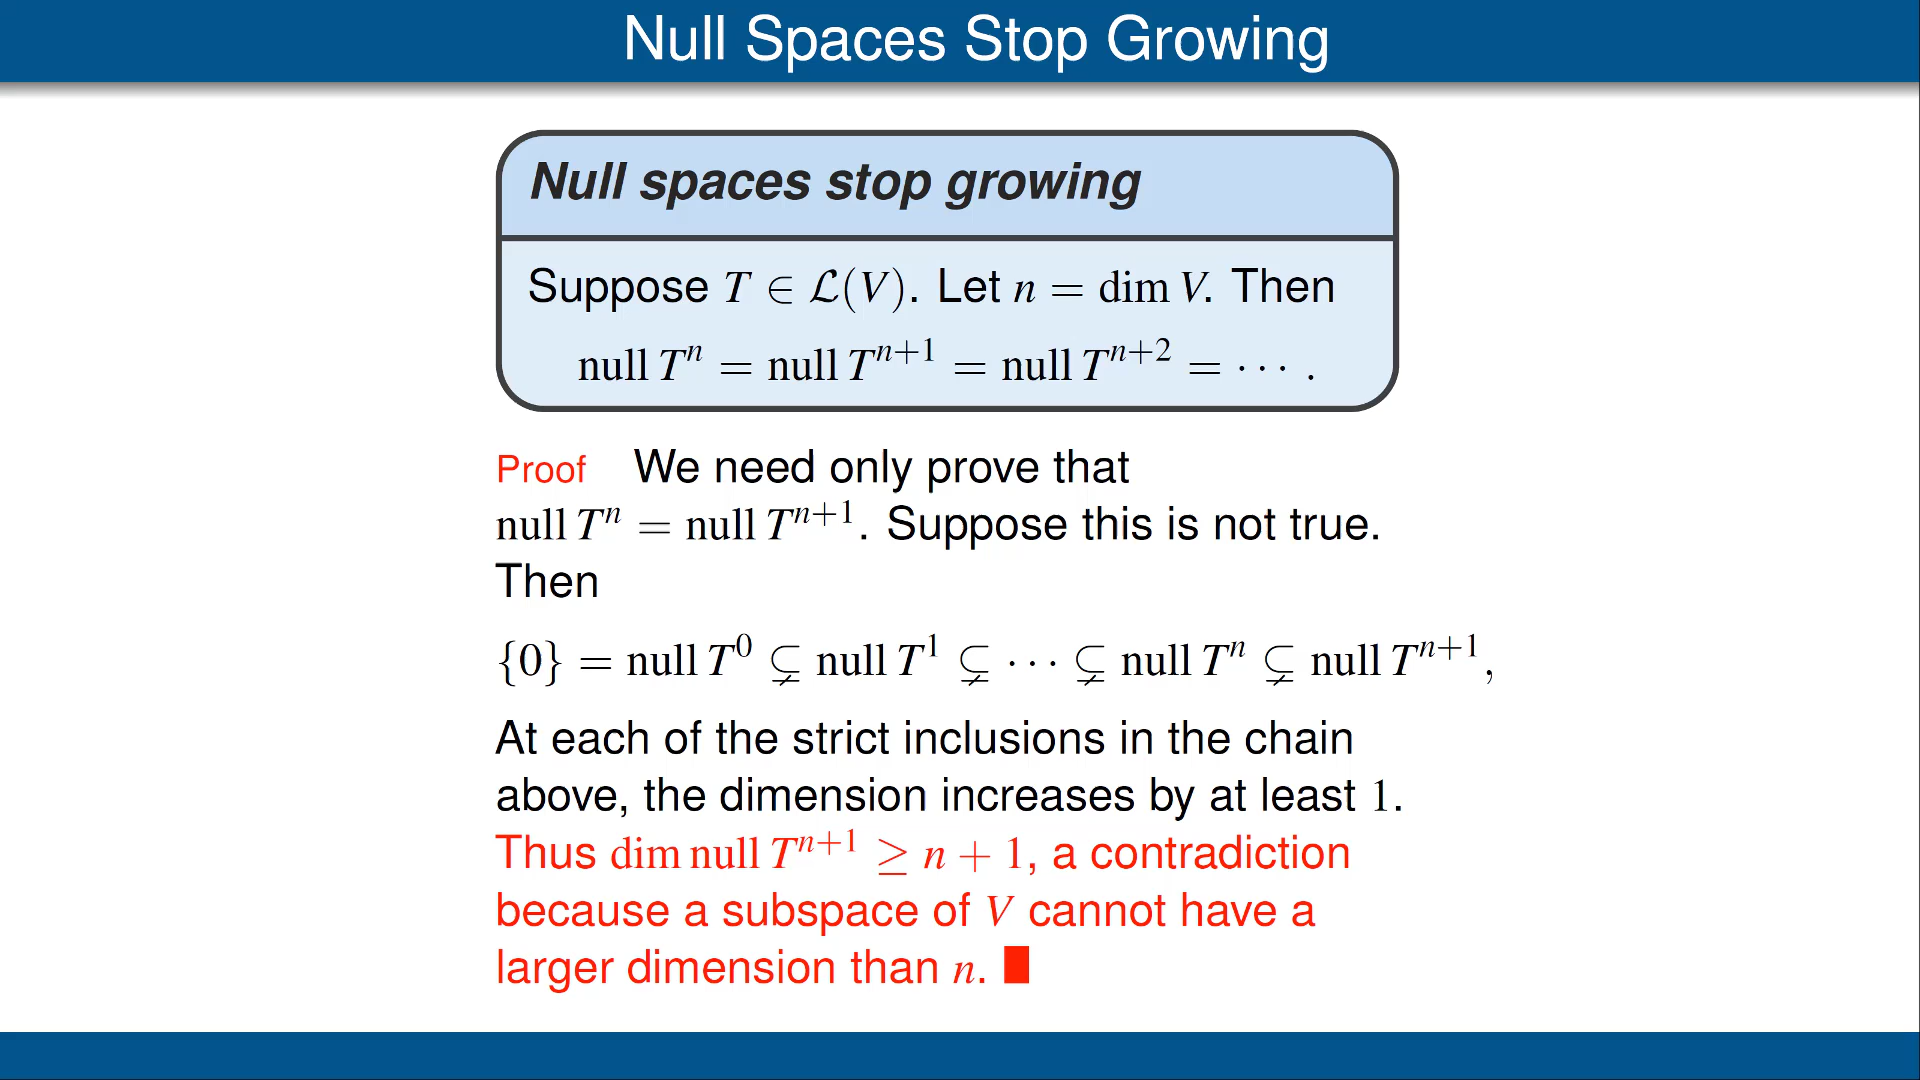 Null Spaces Stop Growing
Null spaces stop growing
Suppose T ∈ ℒ(V). Let n = dim V. Then
null Tⁿ = null Tⁿ⁺¹ = null Tⁿ⁺² = ⋯ .
Proof We need only prove that
null Tⁿ = null Tⁿ⁺¹. Suppose this is not true.
Then
{0} = null T⁰ ⊊ null T¹ ⊊ ⋯ ⊊ null Tⁿ ⊊ null Tⁿ⁺¹,
At each of the strict inclusions in the chain
above, the dimension increases by at least 1.
Thus dim null Tⁿ⁺¹ ≥ n + 1, a contradiction
because a subspace of V cannot have a
larger dimension than n. ■